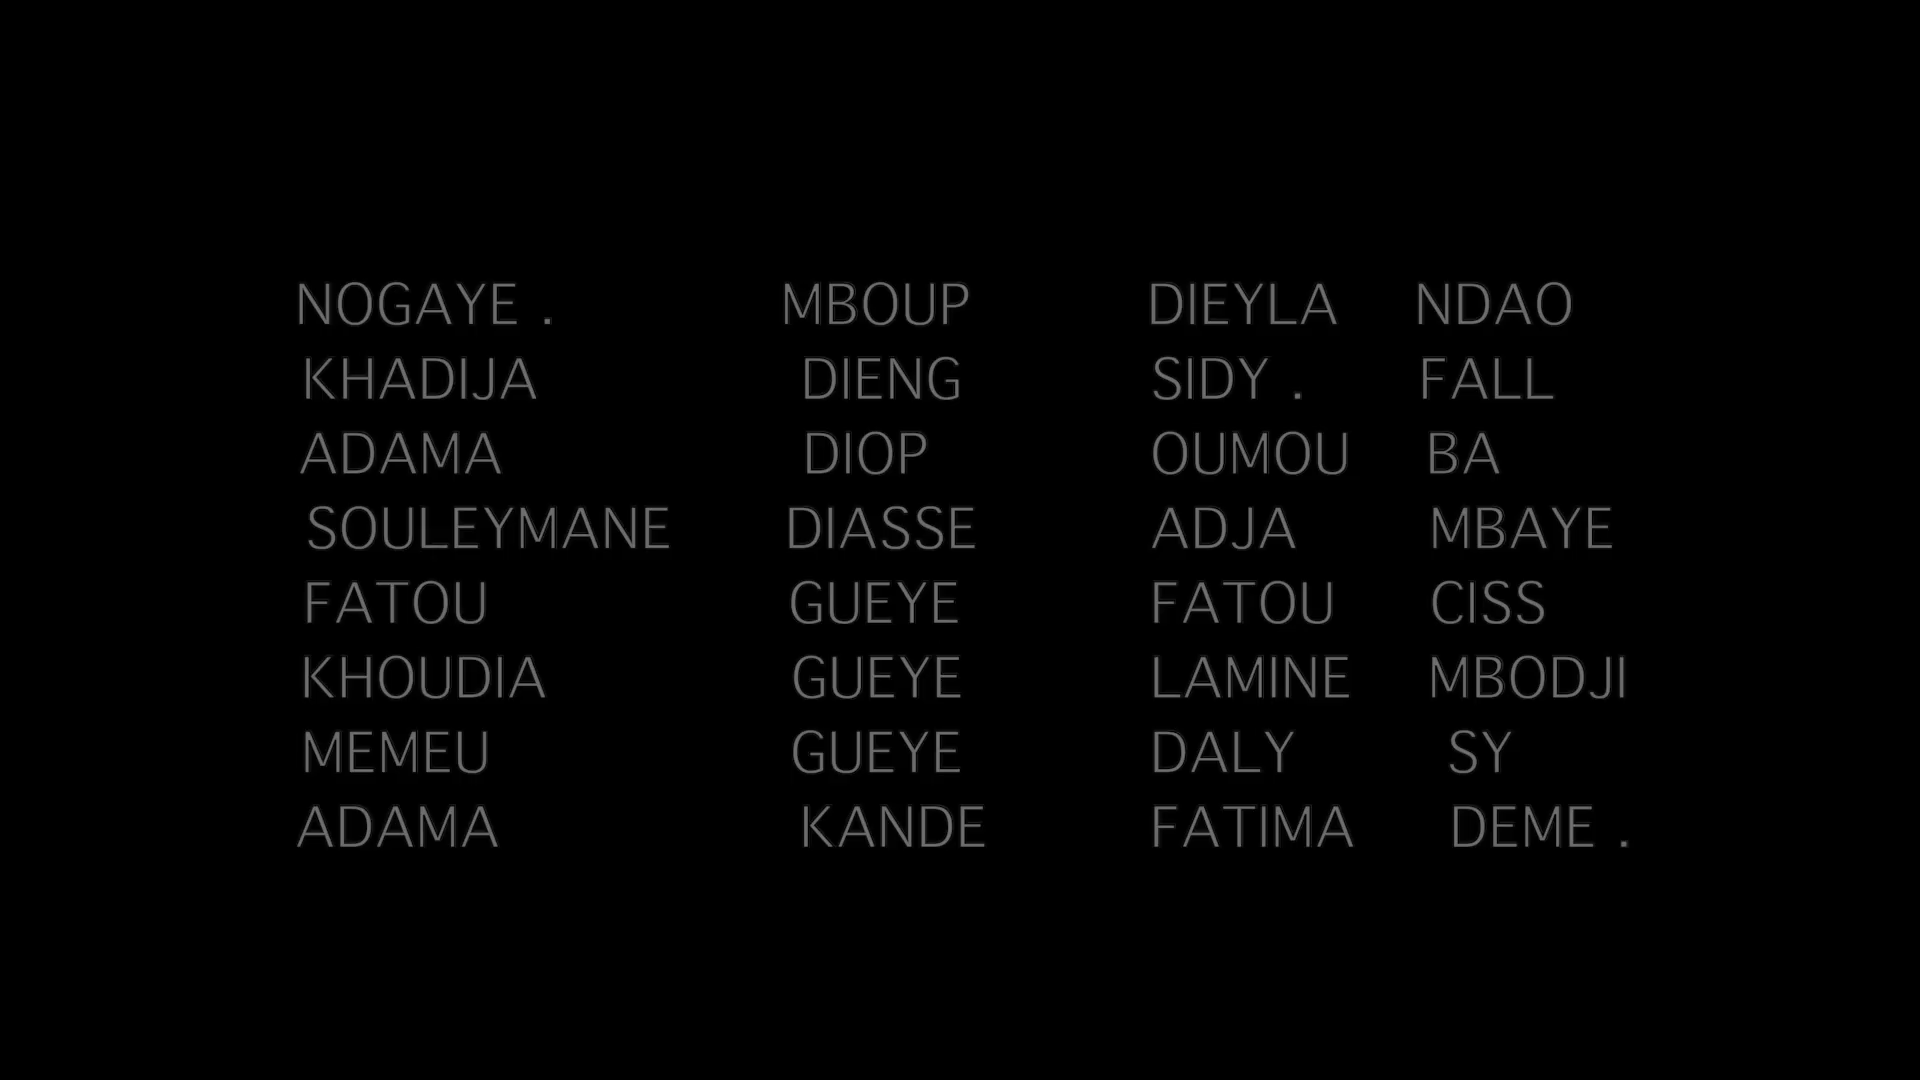 NOGAYE . MBOUP DIEYLA NDAO
KHADIJA DIENG SIDY . FALL
ADAMA DIOP OUMOU BA
SOULEYMANE DIASSE ADJA MBAYE
FATOU GUEYE FATOU CISS
KHOUDIA GUEYE LAMINE MBODJI
MEMEU GUEYE DALY SY
ADAMA KANDE FATIMA DEME .